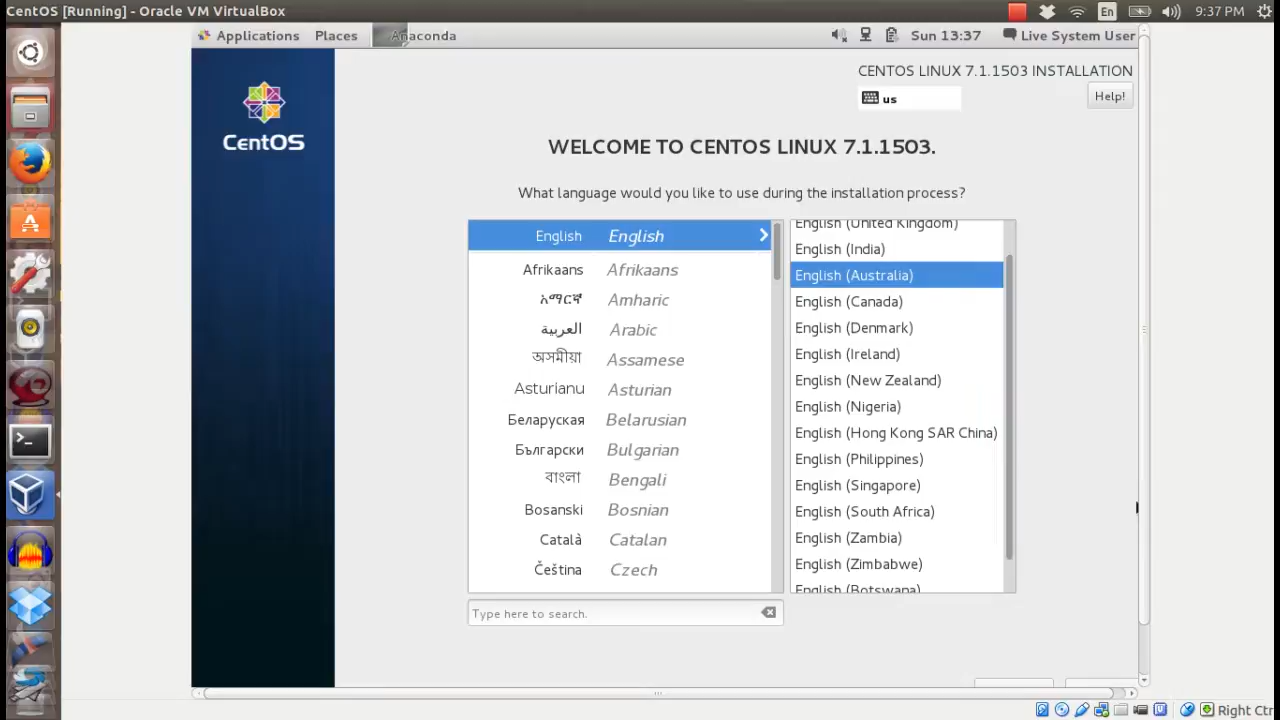 CentOS [Running] - Oracle VM VirtualBox
En
9:37 PM
Applications Places Anaconda
Sun 13:37
Live System User
CentOS
CENTOS LINUX 7.1.1503 INSTALLATION
us
Help!
WELCOME TO CENTOS LINUX 7.1.1503.
What language would you like to use during the installation process?
English English
Afrikaans Afrikaans
አማርኛ Amharic
العربية Arabic
অসমীয়া Assamese
Asturianu Asturian
Беларуская Belarusian
Български Bulgarian
বাংলা Bengali
Bosanski Bosnian
Català Catalan
Čeština Czech
Type here to search.
English (United Kingdom)
English (India)
English (Australia)
English (Canada)
English (Denmark)
English (Ireland)
English (New Zealand)
English (Nigeria)
English (Hong Kong SAR China)
English (Philippines)
English (Singapore)
English (South Africa)
English (Zambia)
English (Zimbabwe)
English (Botswana)
Right Ctr